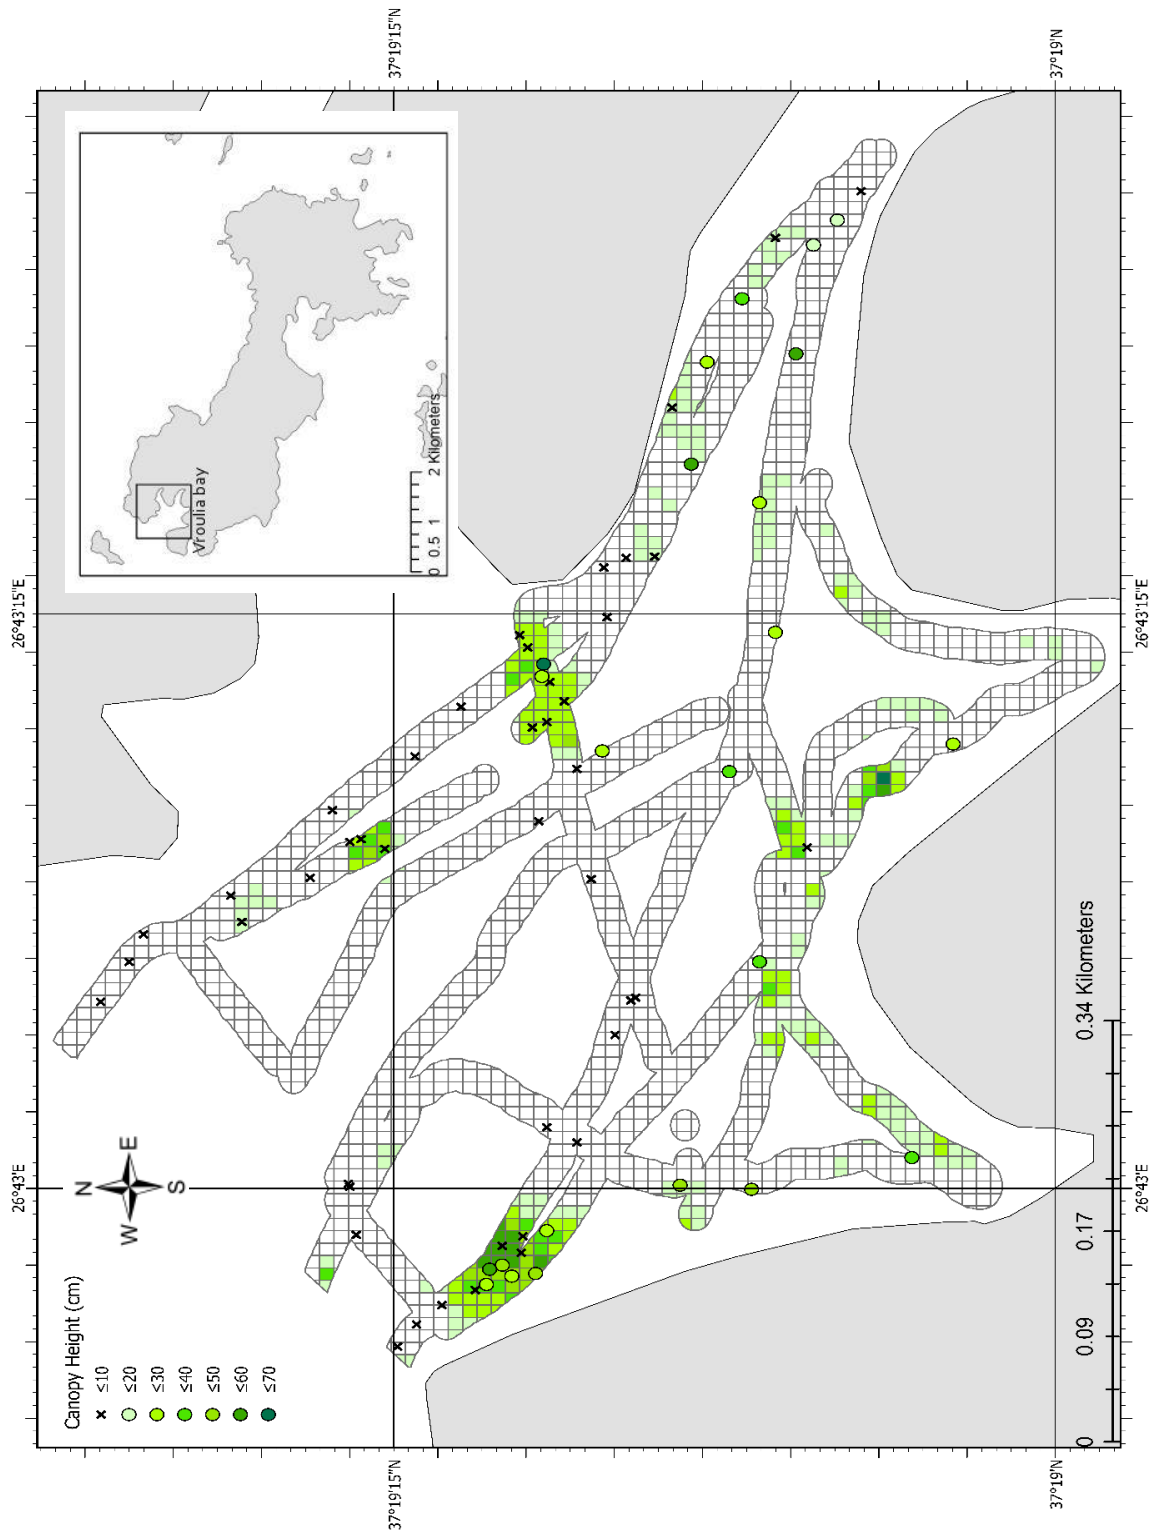 26°43'E
26°43'15"E
37°19'15"N
37°19'15"N
37°19'N
37°19'N
26°43'E
26°43'15"E
N
W
E
S
Canopy Height (cm)
≤10
≤20
≤30
≤40
≤50
≤60
≤70
Vroulia bay
0 0.5 1 2 Kilometers
0 0.09 0.17 0.34 Kilometers